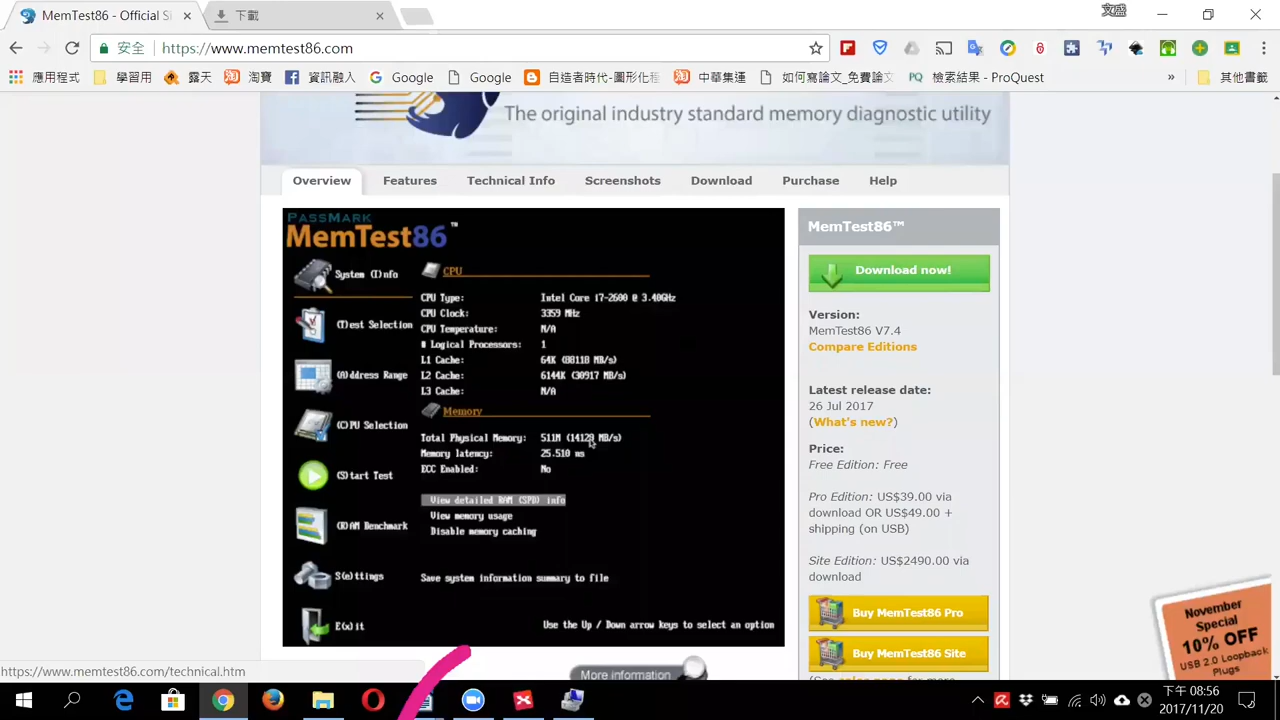 MemTest86 - Official Si
下載
文盛
安全
https://www.memtest86.com
應用程式
學習用
露天
淘寶
資訊融入
Google
Google
自造者時代-圖形化程
中華集運
如何寫論文_免費論文
檢索結果 - ProQuest
»
其他書籤
The original industry standard memory diagnostic utility
Overview
Features
Technical Info
Screenshots
Download
Purchase
Help
PASSMARK
MemTest86™
System (I)nfo
(T)est Selection
(A)ddress Range
(C)PU Selection
(S)tart Test
(R)AM Benchmark
S(e)ttings
E(x)it
CPU
CPU Type: Intel Core i7-2600 @ 3.40GHz
CPU Clock: 3359 MHz
CPU Temperature: N/A
# Logical Processors: 1
L1 Cache: 64K (88118 MB/s)
L2 Cache: 6144K (30917 MB/s)
L3 Cache: N/A
Memory
Total Physical Memory: 511M (14128 MB/s)
Memory latency: 25.510 ns
ECC Enabled: No
View detailed RAM (SPD) info
View memory usage
Disable memory caching
Save system information summary to file
Use the Up / Down arrow keys to select an option
More information
MemTest86™
Download now!
Version:
MemTest86 V7.4
Compare Editions
Latest release date:
26 Jul 2017
(What's new?)
Price:
Free Edition: Free
Pro Edition: US$39.00 via
download OR US$49.00 +
shipping (on USB)
Site Edition: US$2490.00 via
download
Buy MemTest86 Pro
Buy MemTest86 Site
November
Special
10% OFF
USB 2.0 Loopback
Plugs
https://www.memtest86.com/technical.htm
下午 08:56
2017/11/20